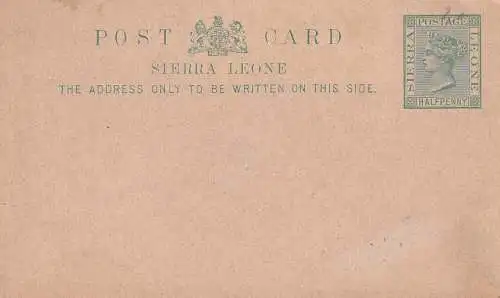 POST CARD
SIERRA LEONE
THE ADDRESS ONLY TO BE WRITTEN ON THIS SIDE.
POSTAGE
SIERRA
LEONE
HALFPENNY